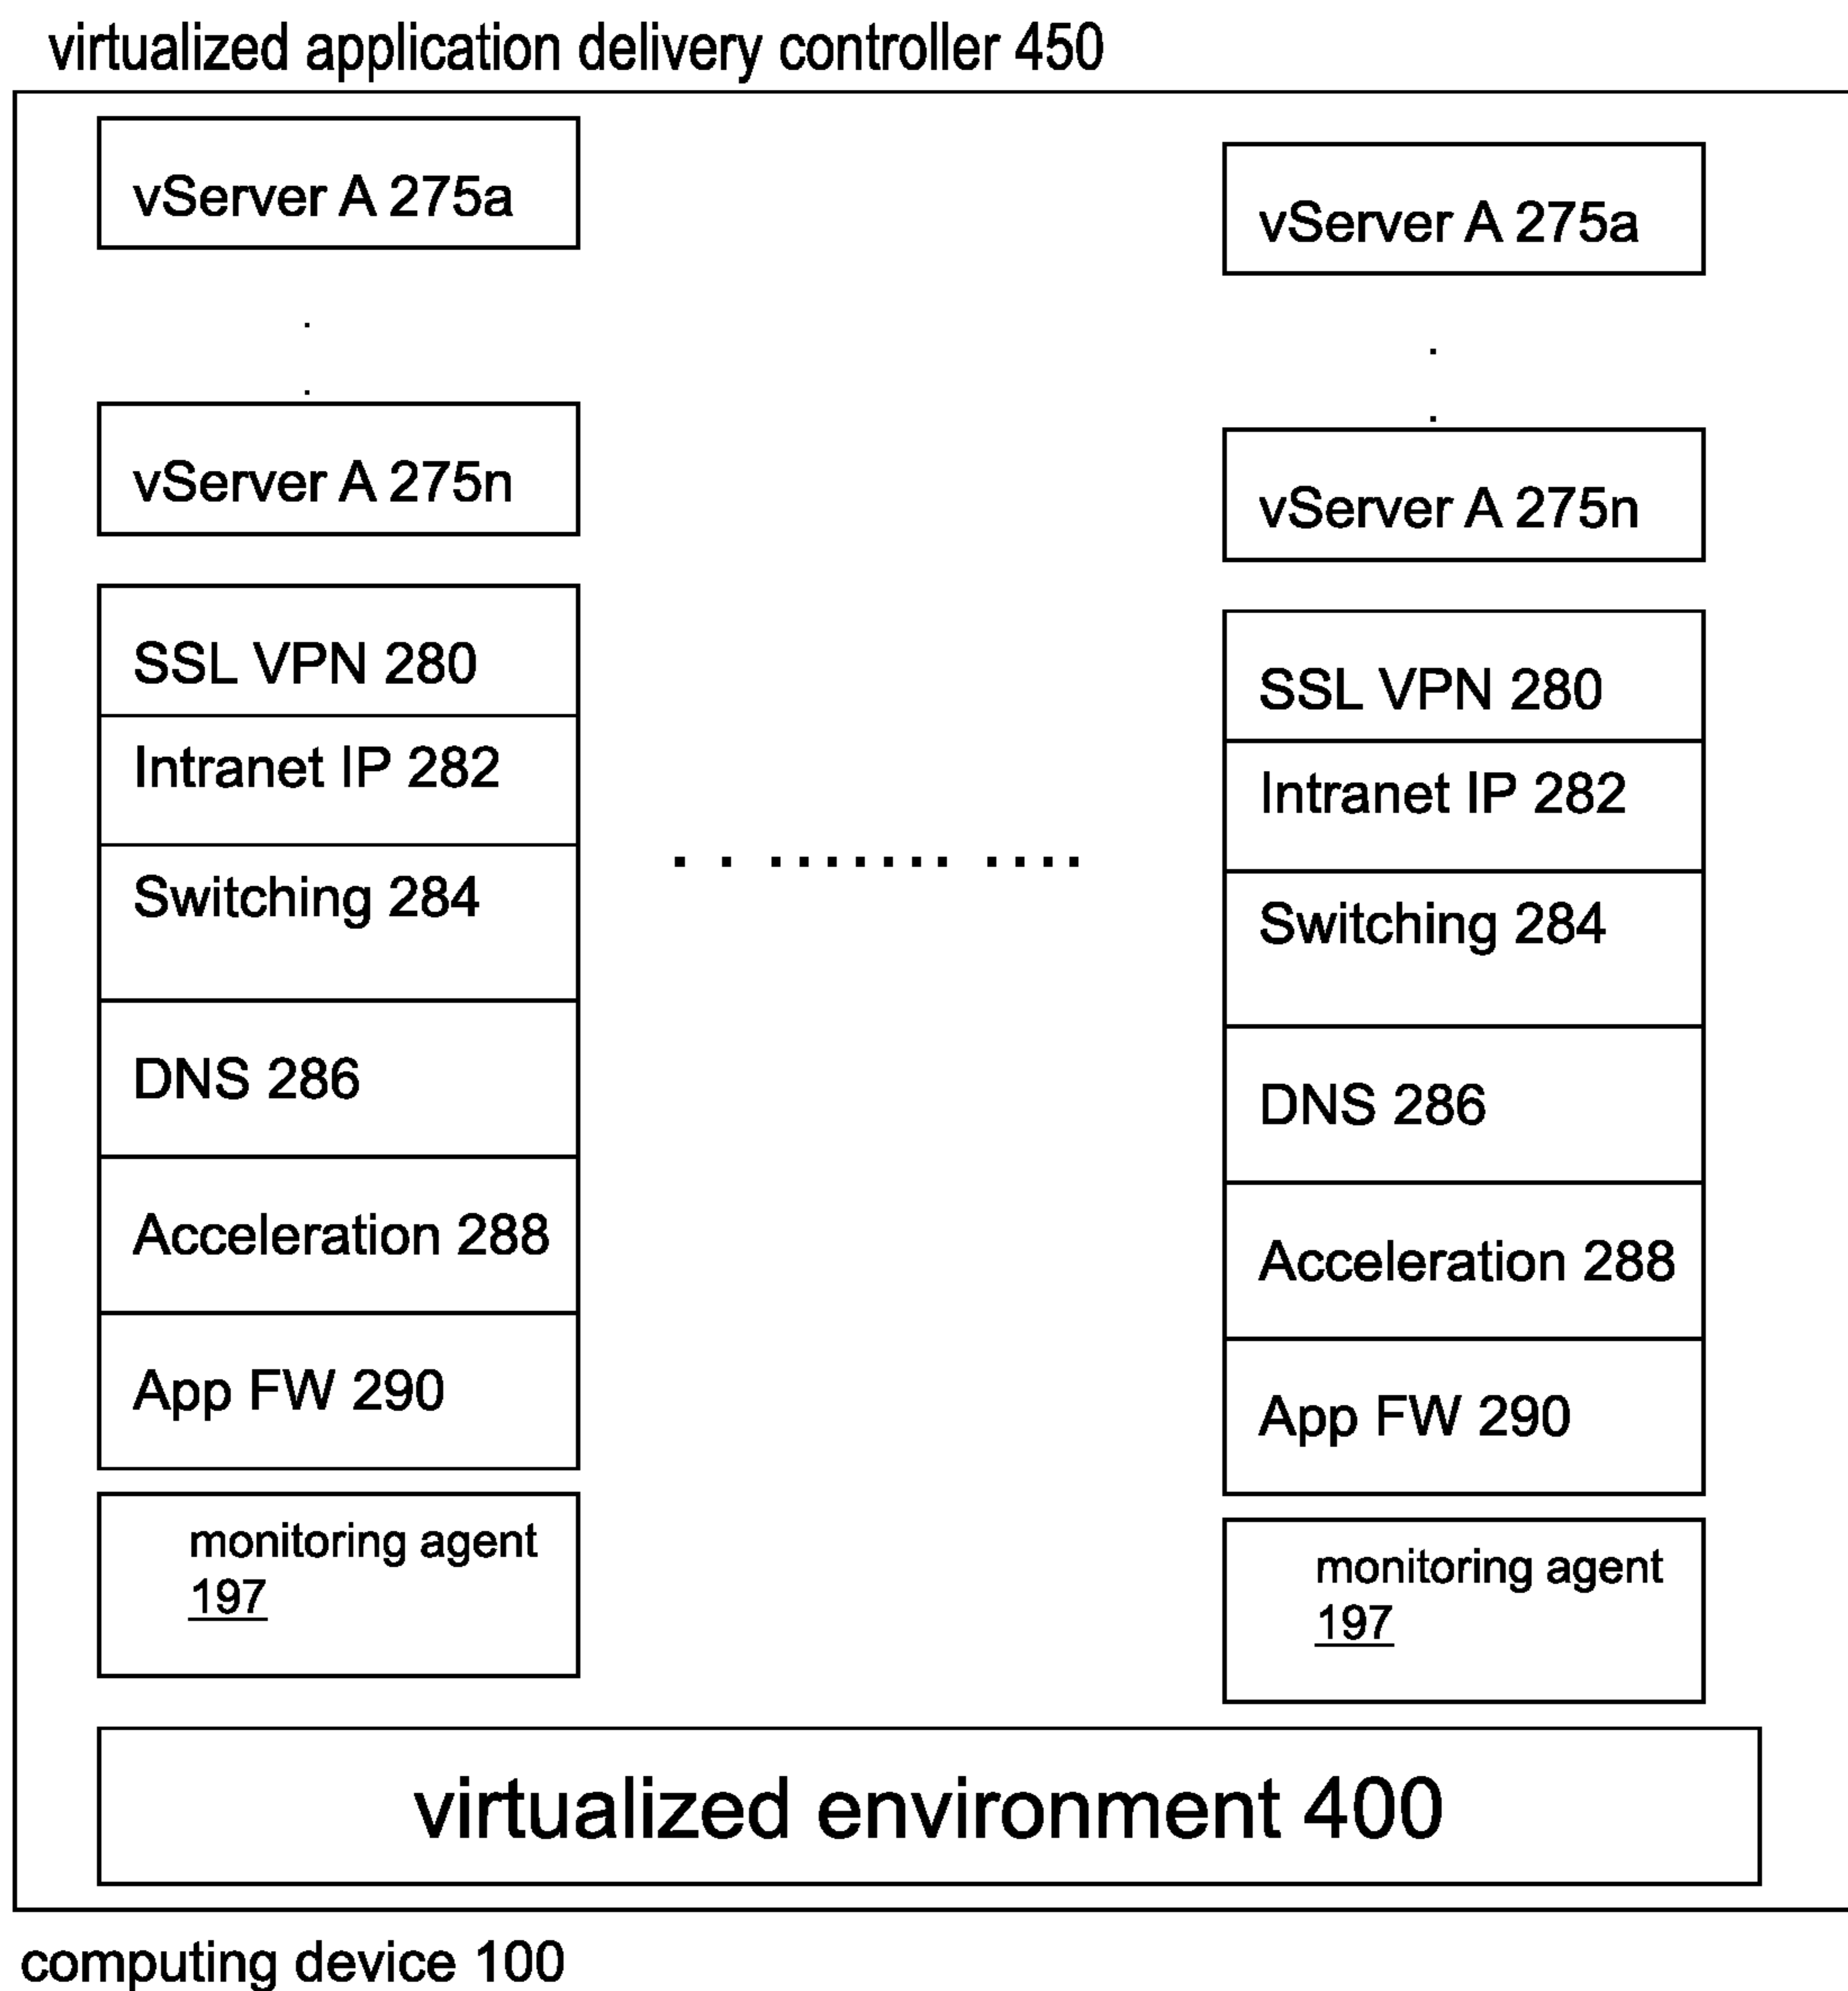 virtualized application delivery controller 450
vServer A 275a
vServer A 275n
SSL VPN 280
Intranet IP 282
Switching 284
DNS 286
Acceleration 288
App FW 290
monitoring agent
197
vServer A 275a
vServer A 275n
SSL VPN 280
Intranet IP 282
Switching 284
DNS 286
Acceleration 288
App FW 290
monitoring agent
197
virtualized environment 400
computing device 100